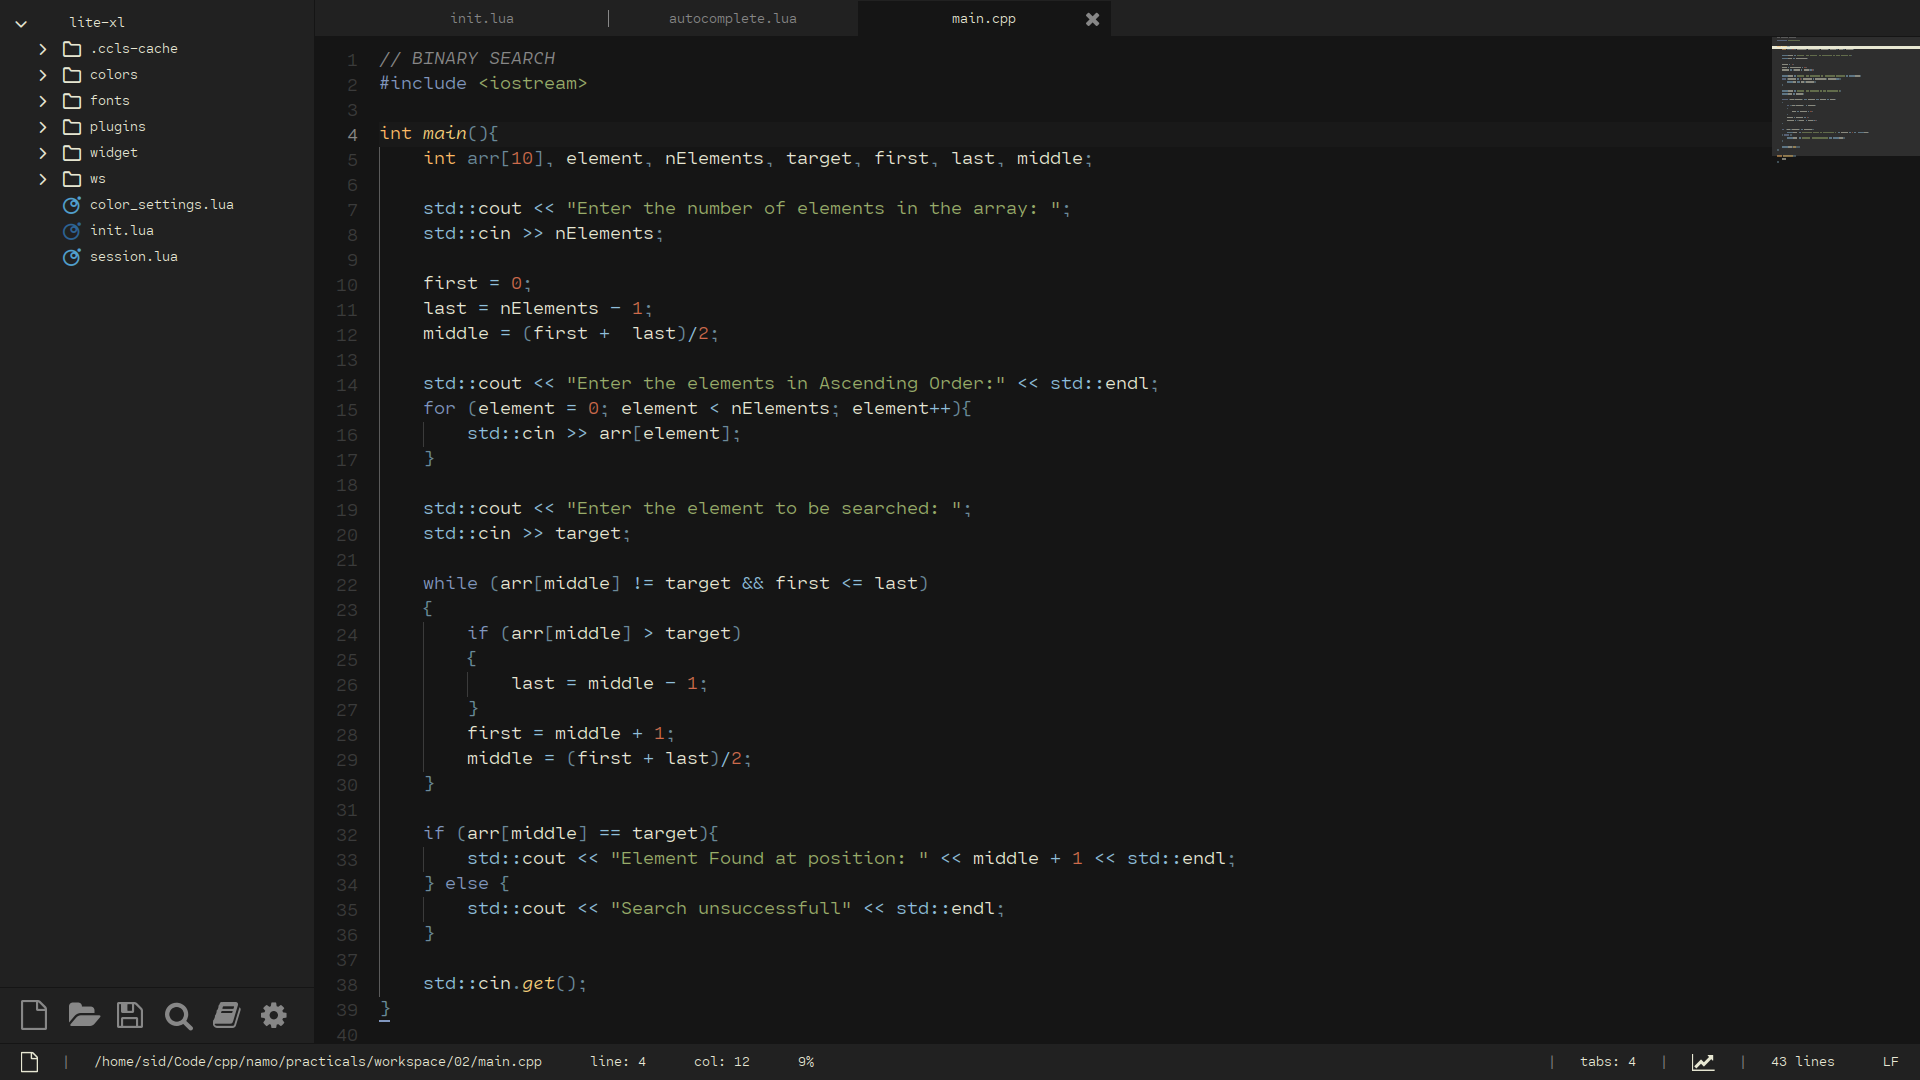 lite-xl
.ccls-cache
colors
fonts
plugins
widget
ws
color_settings.lua
init.lua
session.lua
init.lua | autocomplete.lua main.cpp
1 // BINARY SEARCH
2 #include <iostream>
3
4 int main(){
5 int arr[10], element, nElements, target, first, last, middle;
6
7 std::cout << "Enter the number of elements in the array: ";
8 std::cin >> nElements;
9
10 first = 0;
11 last = nElements - 1;
12 middle = (first +  last)/2;
13
14 std::cout << "Enter the elements in Ascending Order:" << std::endl;
15 for (element = 0; element < nElements; element++){
16 std::cin >> arr[element];
17 }
18
19 std::cout << "Enter the element to be searched: ";
20 std::cin >> target;
21
22 while (arr[middle] != target && first <= last)
23 {
24 if (arr[middle] > target)
25 {
26 last = middle - 1;
27 }
28 first = middle + 1;
29 middle = (first + last)/2;
30 }
31
32 if (arr[middle] == target){
33 std::cout << "Element Found at position: " << middle + 1 << std::endl;
34 } else {
35 std::cout << "Search unsuccessfull" << std::endl;
36 }
37
38 std::cin.get();
39 }
40
| /home/sid/Code/cpp/namo/practicals/workspace/02/main.cpp line: 4 col: 12 9% | tabs: 4 | | 43 lines LF